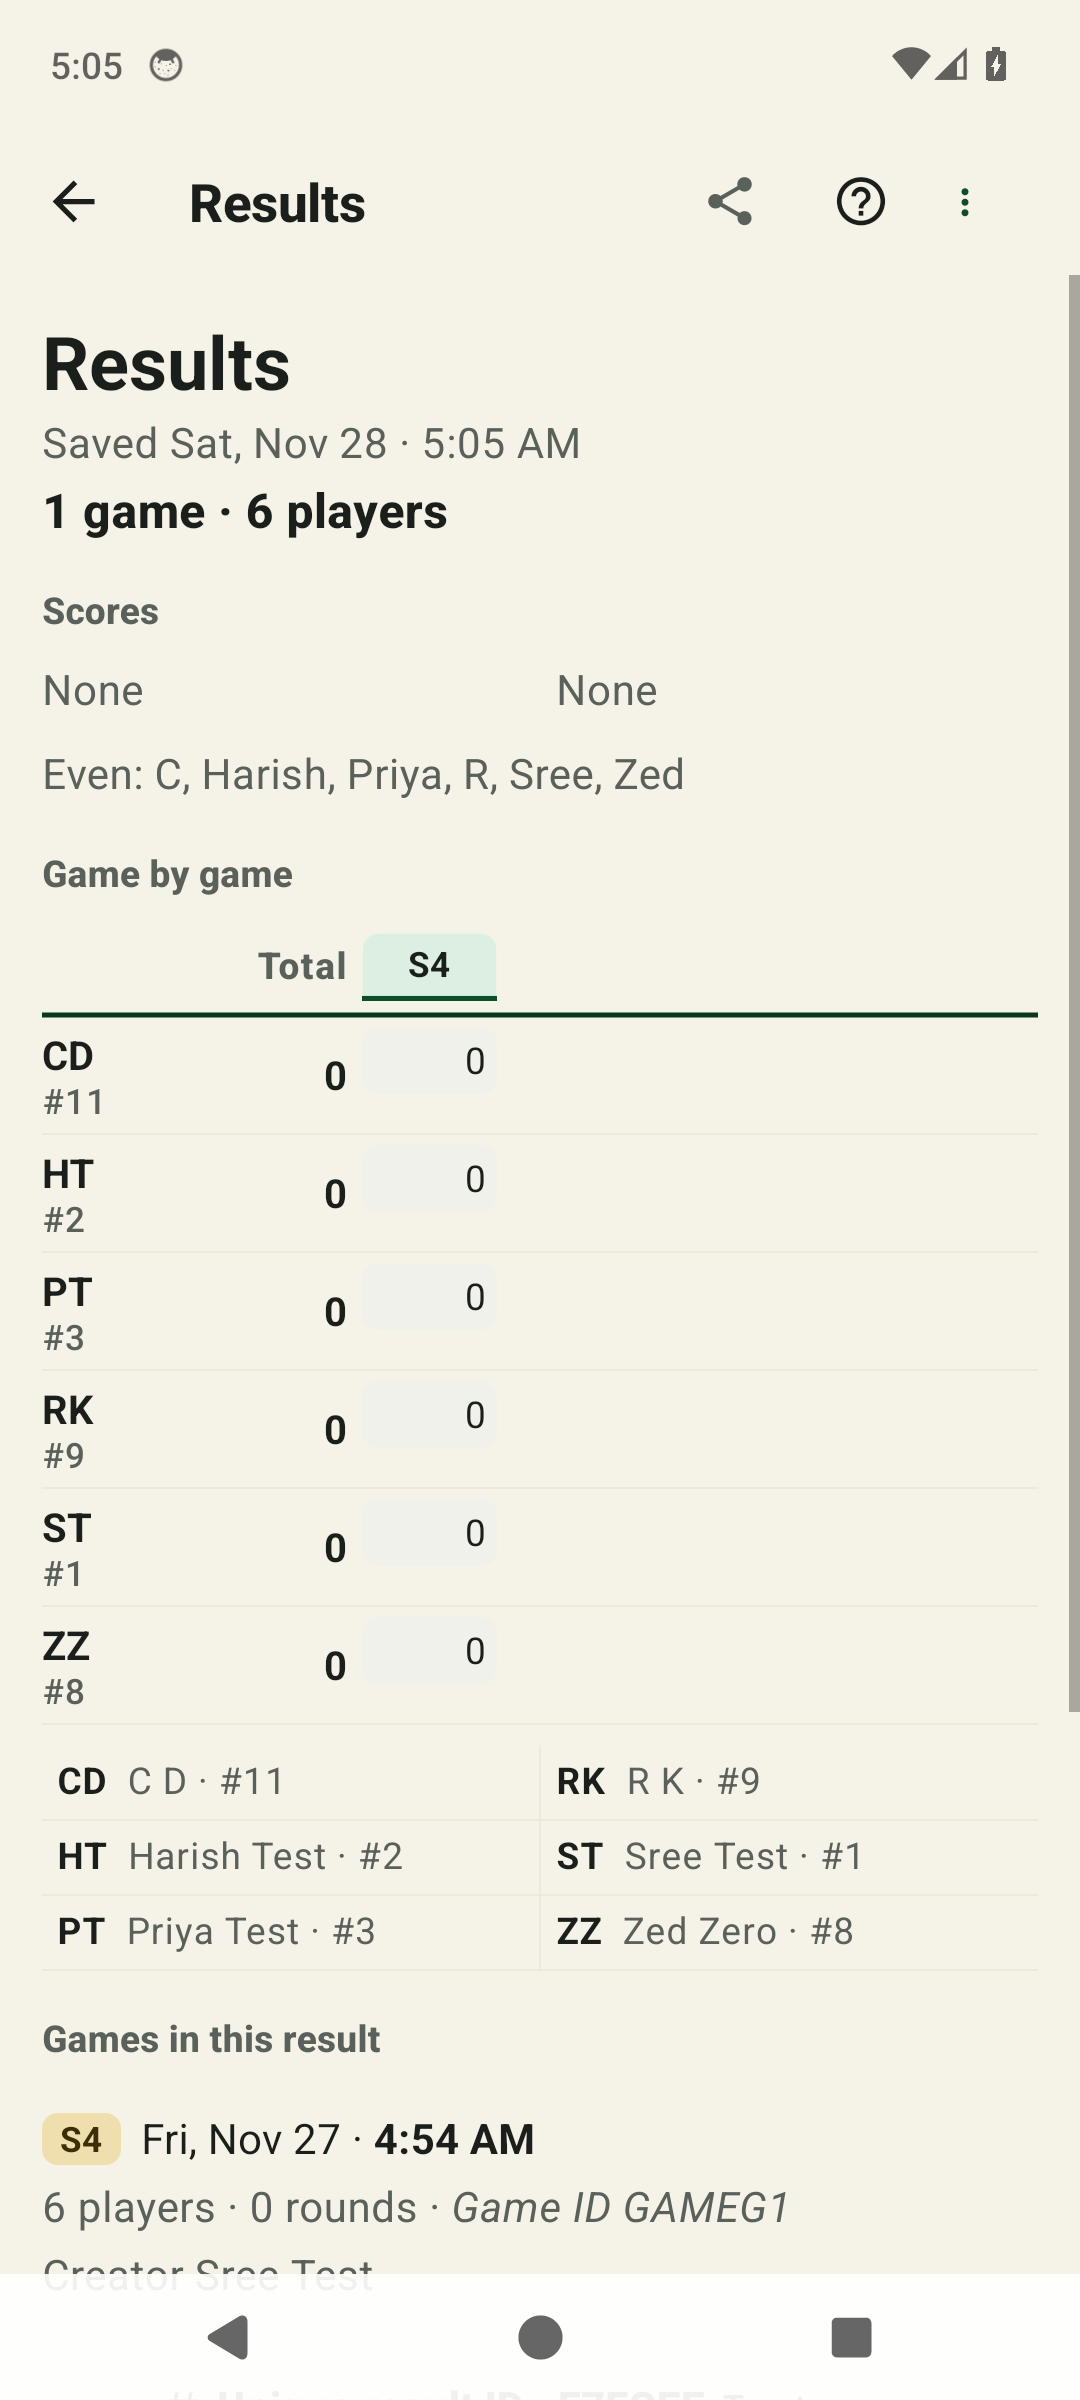 5:05
Results
Results
Saved Sat, Nov 28 · 5:05 AM
1 game · 6 players
Scores
None None
Even: C, Harish, Priya, R, Sree, Zed
Game by game
Total S4
CD 0 0
#11
HT 0 0
#2
PT 0 0
#3
RK 0 0
#9
ST 0 0
#1
ZZ 0 0
#8
CD C D · #11 RK R K · #9
HT Harish Test · #2 ST Sree Test · #1
PT Priya Test · #3 ZZ Zed Zero · #8
Games in this result
S4 Fri, Nov 27 · 4:54 AM
6 players · 0 rounds · Game ID GAMEG1
Creator Sree Test